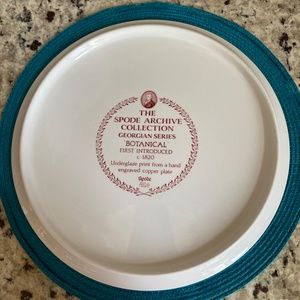 THE
SPODE ARCHIVE
COLLECTION
GEORGIAN SERIES
BOTANICAL
FIRST INTRODUCED
c. 1820
Underglaze print from a hand
engraved copper plate
Spode